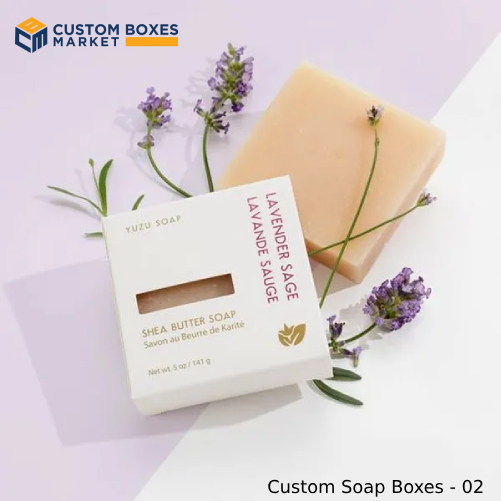 CUSTOM BOXES
MARKET
YUZU SOAP
LAVENDER SAGE
LAVANDE SAUGE
SHEA BUTTER SOAP
Savon au Beurre de Karité
Net wt. 5 oz / 141 g
Custom Soap Boxes - 02